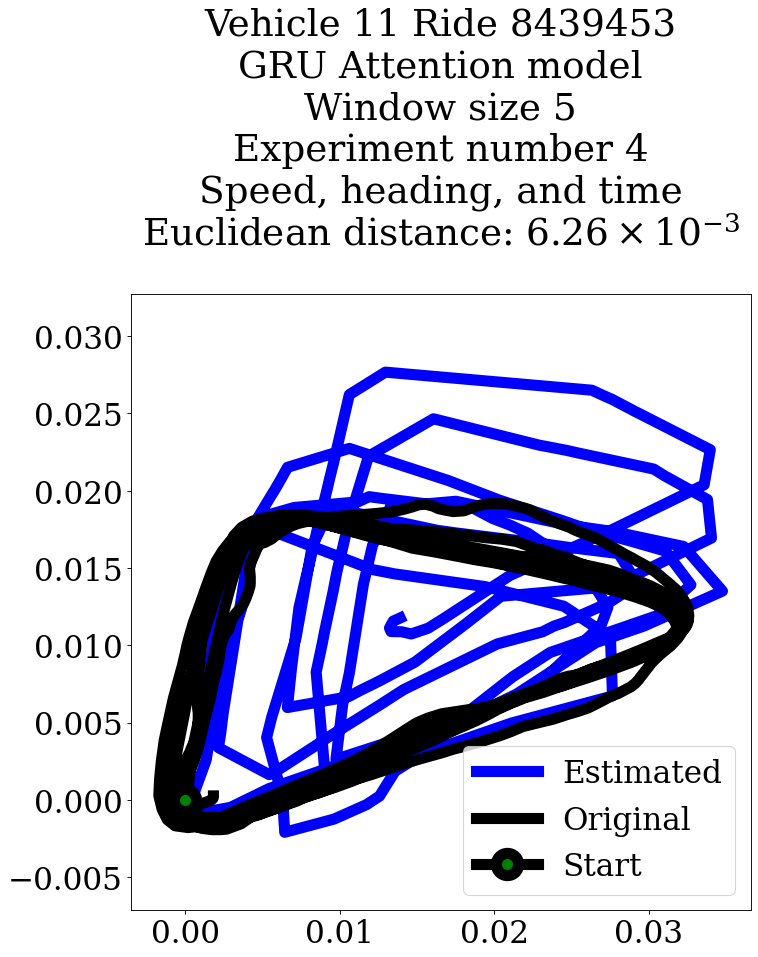 Vehicle 11 Ride 8439453
GRU Attention model
Window size 5
Experiment number 4
Speed, heading, and time
Euclidean distance: 6.26 × 10⁻³
0.030
0.025
0.020
0.015
0.010
0.005
0.000
−0.005
Estimated
Original
Start
0.00 0.01 0.02 0.03